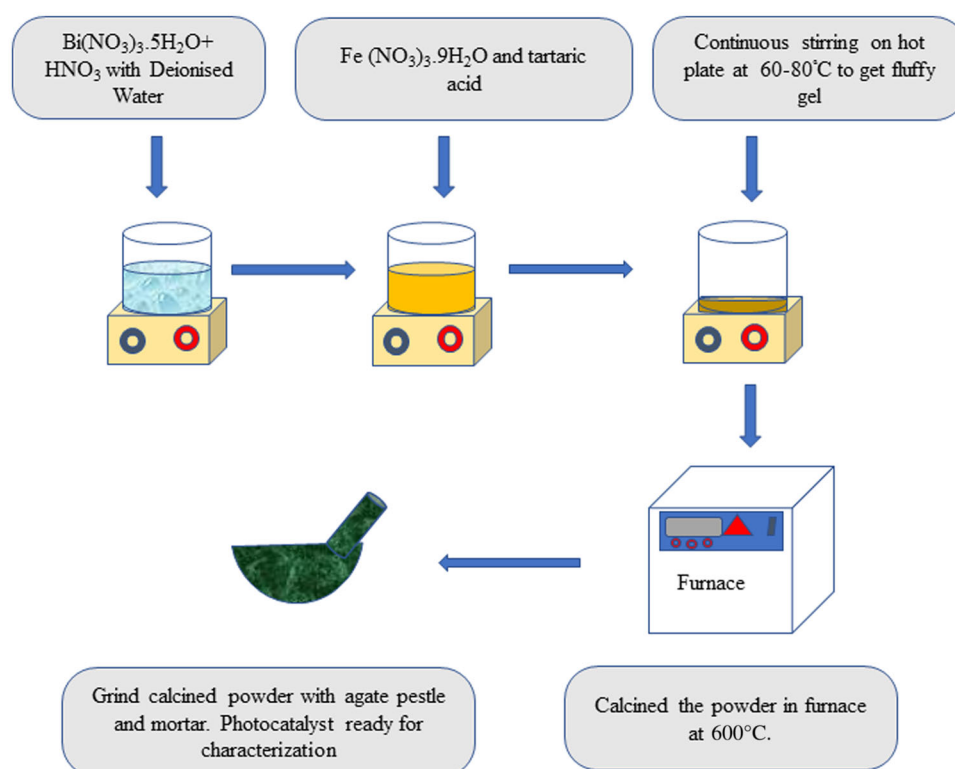 Bi(NO₃)₃.5H₂O+
HNO₃ with Deionised
Water
Fe (NO₃)₃.9H₂O and tartaric
acid
Continuous stirring on hot
plate at 60-80°C to get fluffy
gel
Furnace
Grind calcined powder with agate pestle
and mortar. Photocatalyst ready for
characterization
Calcined the powder in furnace
at 600°C.